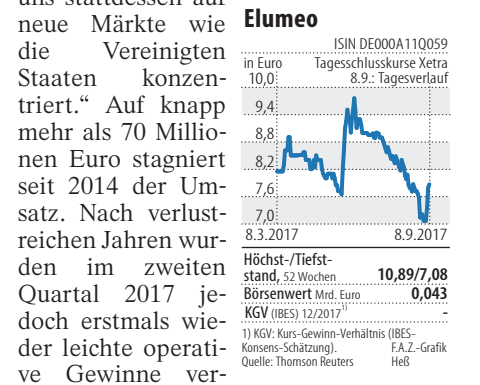 uns stattdessen auf
neue Märkte wie
die Vereinigten
Staaten konzen-
triert.“ Auf knapp
mehr als 70 Millio-
nen Euro stagniert
seit 2014 der Um-
satz. Nach verlust-
reichen Jahren wur-
den im zweiten
Quartal 2017 je-
doch erstmals wie-
der leichte operati-
ve Gewinne ver-
Elumeo
ISIN DE000A11Q059
in Euro Tagesschlusskurse Xetra
10,0 8.9.: Tagesverlauf
9,4
8,8
8,2
7,6
7,0
8.3.2017 8.9.2017
Höchst-/Tiefst-
stand, 52 Wochen 10,89/7,08
Börsenwert Mrd. Euro 0,043
KGV (IBES) 12/2017 1) -
1) KGV: Kurs-Gewinn-Verhältnis (IBES-
Konsens-Schätzung). F.A.Z.-Grafik
Quelle: Thomson Reuters Heß